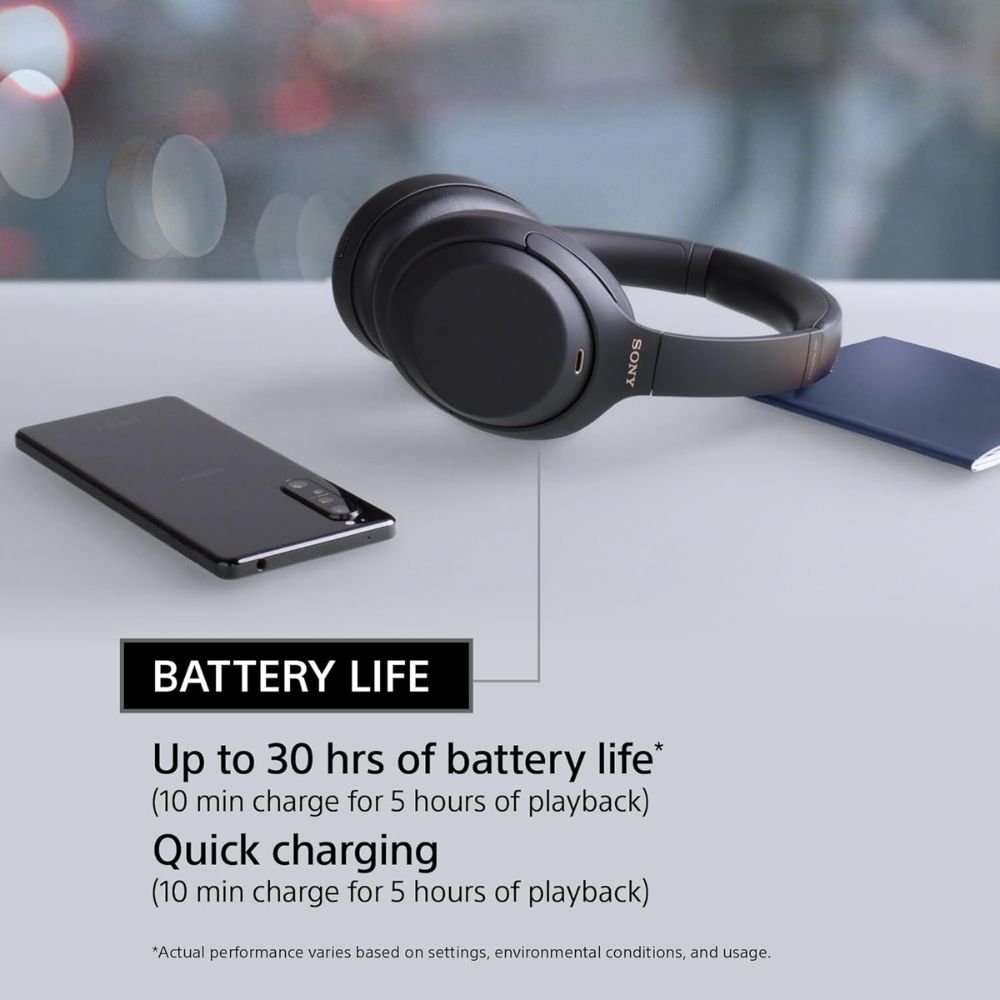 SONY
BATTERY LIFE
Up to 30 hrs of battery life*
(10 min charge for 5 hours of playback)
Quick charging
(10 min charge for 5 hours of playback)
*Actual performance varies based on settings, environmental conditions, and usage.